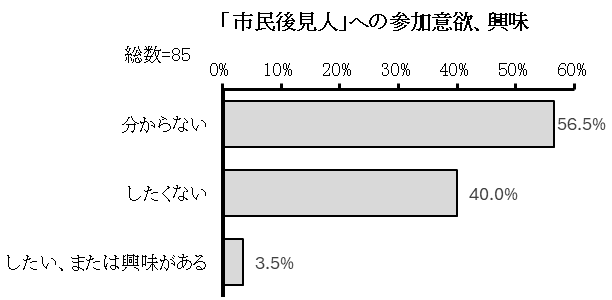 「市民後見人」への参加意欲、興味
総数=85
0% 10% 20% 30% 40% 50% 60%
分からない 56.5%
したくない 40.0%
したい、または興味がある 3.5%